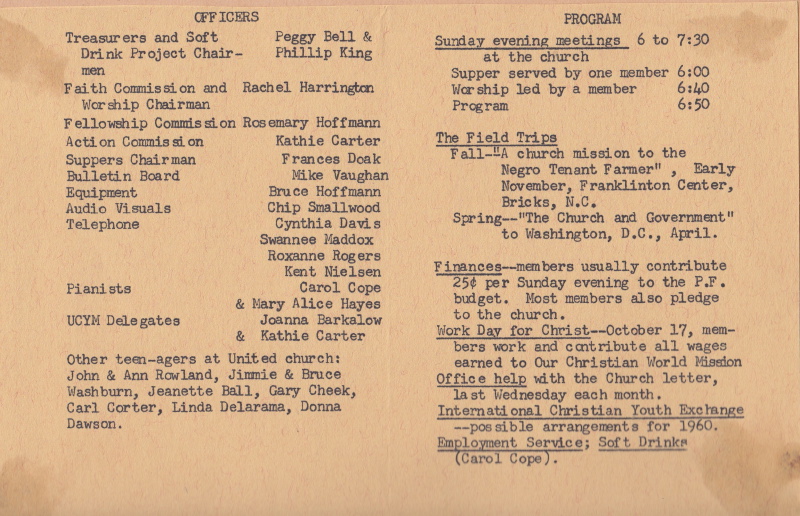 OFFICERS
Treasurers and Soft Peggy Bell &
Drink Project Chair- Phillip King
men
Faith Commission and Rachel Harrington
Worship Chairman
Fellowship Commission Rosemary Hoffmann
Action Commission Kathie Carter
Suppers Chairman Frances Doak
Bulletin Board Mike Vaughan
Equipment Bruce Hoffmann
Audio Visuals Chip Smallwood
Telephone Cynthia Davis
Swannee Maddox
Roxanne Rogers
Kent Nielsen
Pianists Carol Cope
& Mary Alice Hayes
UCYM Delegates Joanna Barkalow
& Kathie Carter
Other teen-agers at United church:
John & Ann Rowland, Jimmie & Bruce
Washburn, Jeanette Ball, Gary Cheek,
Carl Corter, Linda Delarama, Donna
Dawson.
PROGRAM
Sunday evening meetings 6 to 7:30
at the church
Supper served by one member 6:00
Worship led by a member 6:40
Program 6:50
The Field Trips
Fall-"A church mission to the
Negro Tenant Farmer" , Early
November, Franklinton Center,
Bricks, N.C.
Spring--"The Church and Government"
to Washington, D.C., April.
Finances--members usually contribute
25¢ per Sunday evening to the P.F.
budget. Most members also pledge
to the church.
Work Day for Christ--October 17, mem-
bers work and contribute all wages
earned to Our Christian World Mission
Office help with the Church letter,
last Wednesday each month.
International Christian Youth Exchange
--possible arrangements for 1960.
Employment Service; Soft Drinks
(Carol Cope).